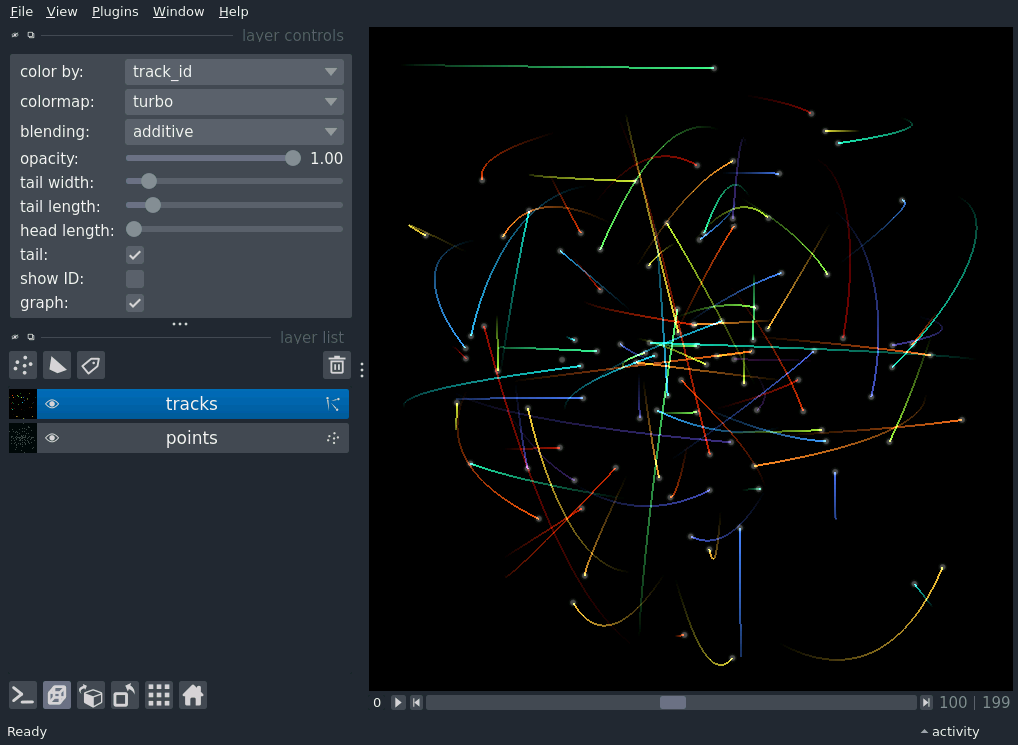 File View Plugins Window Help
layer controls
color by: track_id
colormap: turbo
blending: additive
opacity: 1.00
tail width:
tail length:
head length:
tail:
show ID:
graph:
layer list
tracks
points
0 100 | 199
Ready activity